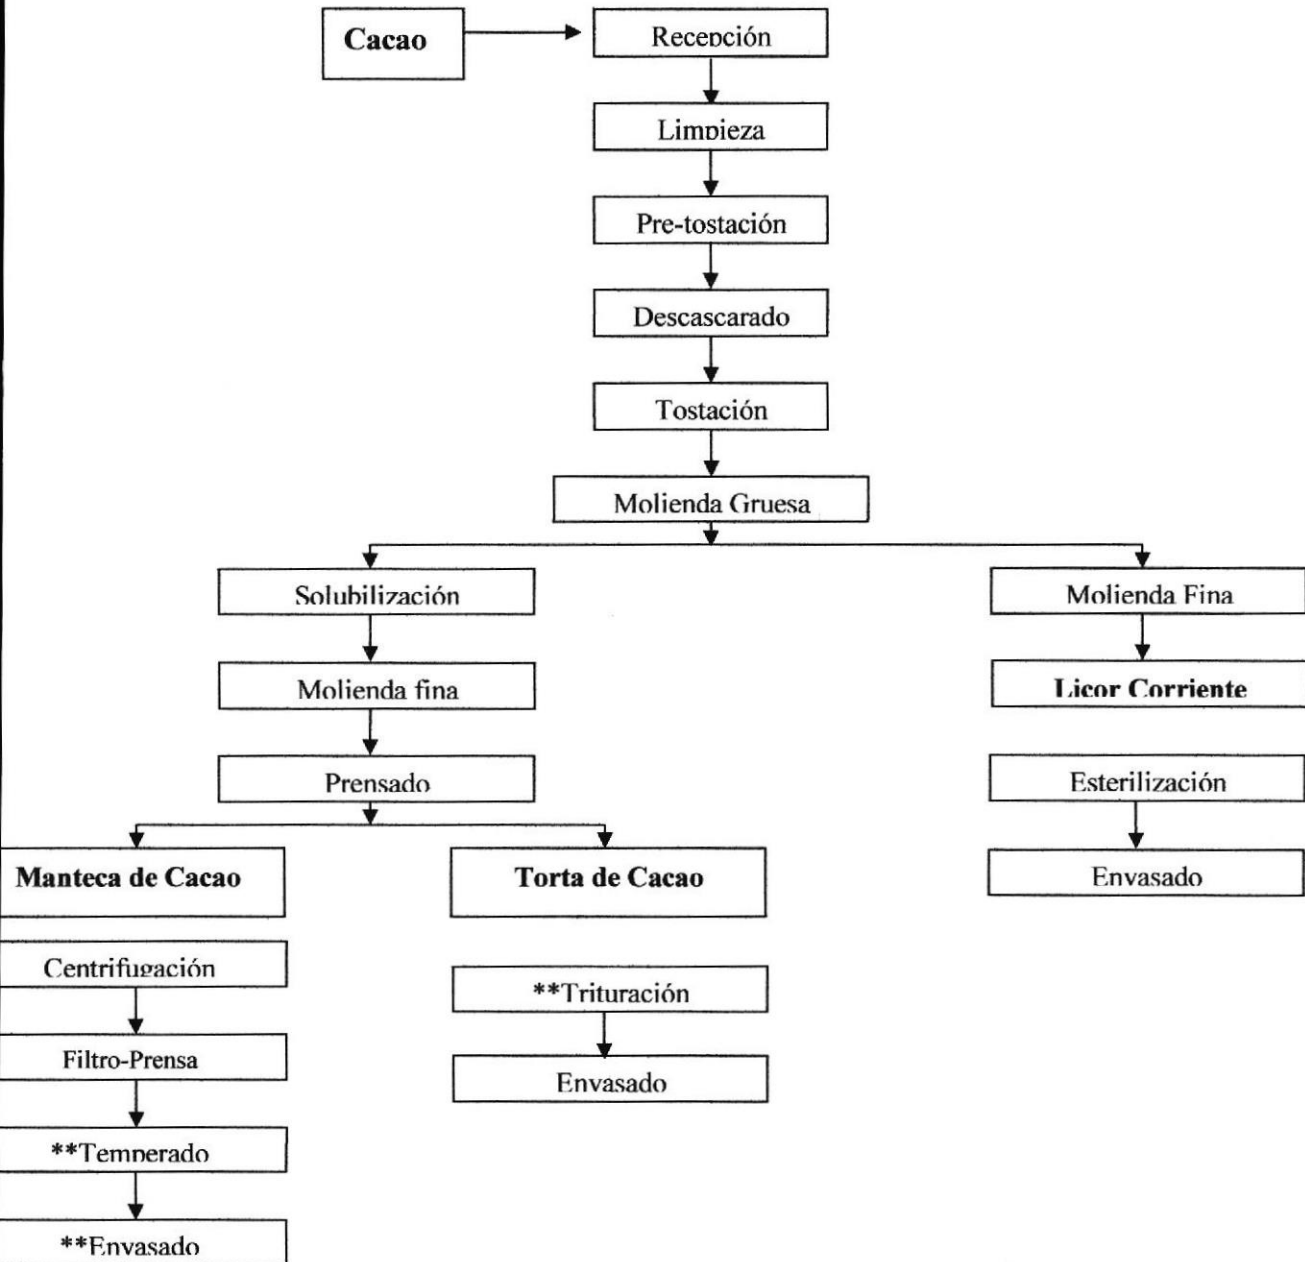 Cacao
Recepción
Limpieza
Pre-tostación
Descascarado
Tostación
Molienda Gruesa
Solubilización
Molienda fina
Prensado
Manteca de Cacao
Centrifugación
Filtro-Prensa
**Temperado
**Envasado
Torta de Cacao
**Trituración
Envasado
Molienda Fina
Licor Corriente
Esterilización
Envasado